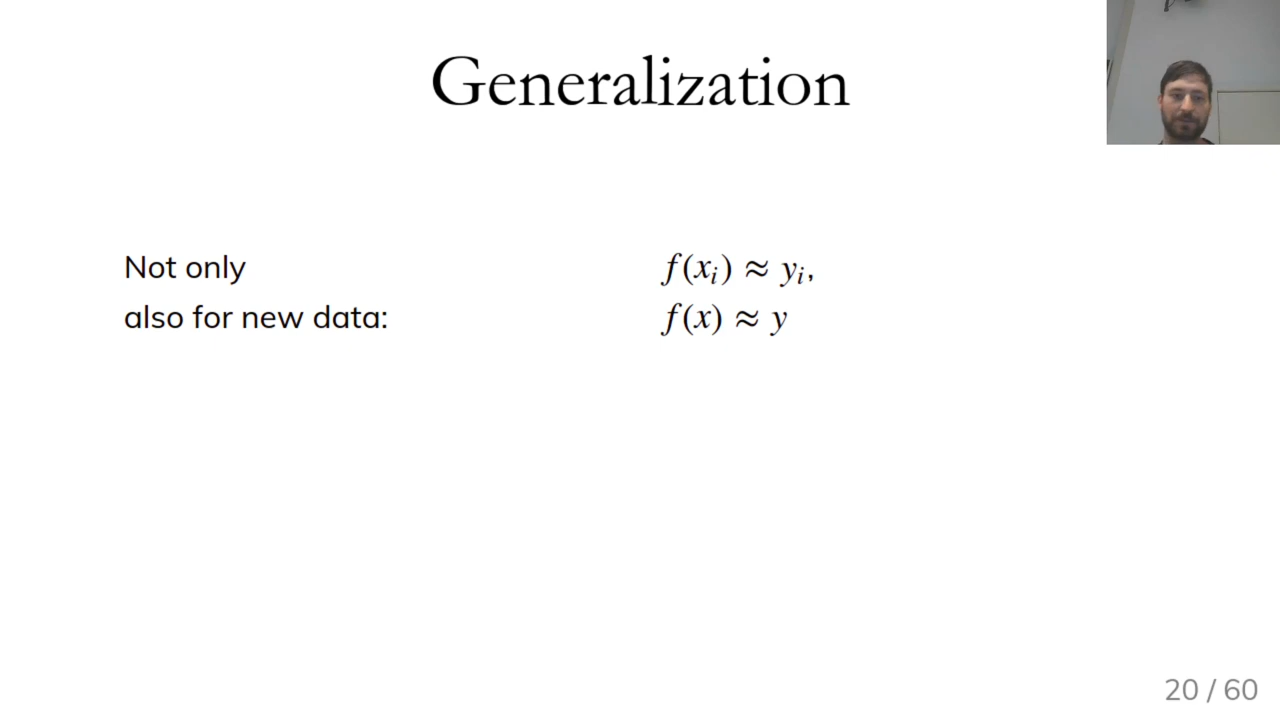 Generalization
Not only f(xᵢ) ≈ yᵢ,
also for new data: f(x) ≈ y
20 / 60